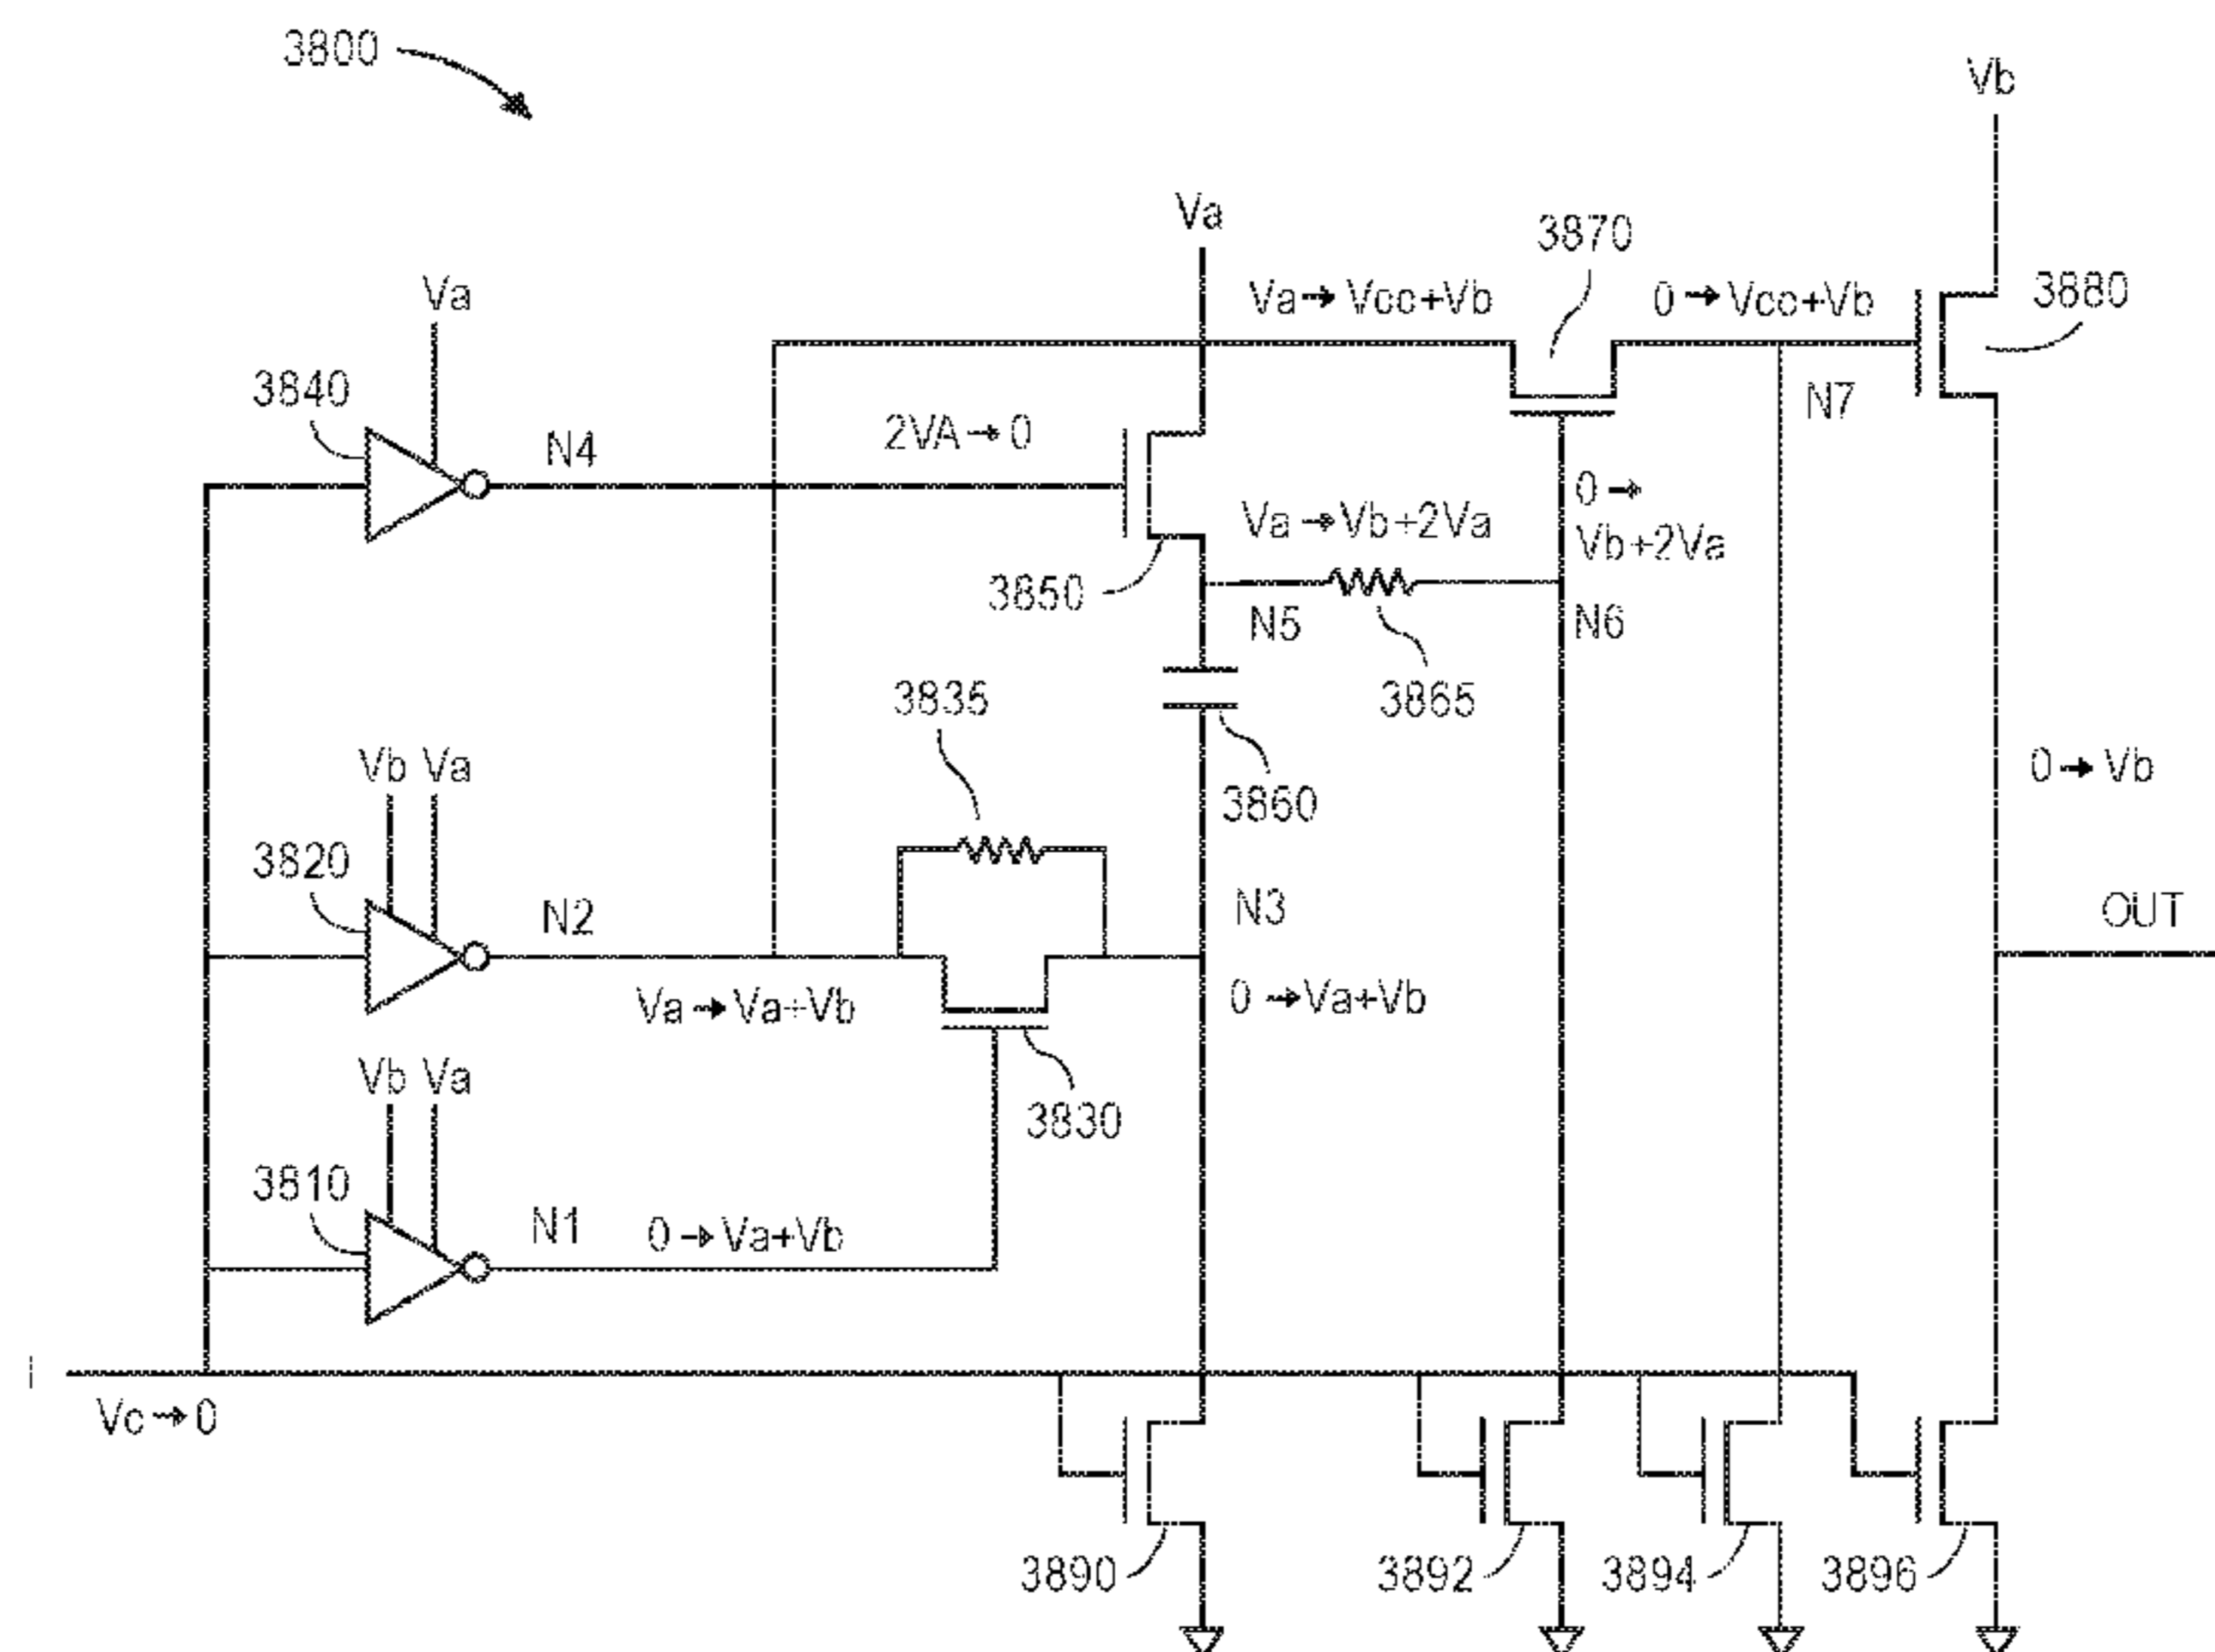 3800
Vb
Va
3870
Va→Vcc+Vb
0→Vcc+Vb
3880
Va
3840
N4
2VA→0
N7
0→
Vb+2Va
Va→Vb+2Va
3850
N5
N6
3835
3865
3860
Vb Va
0→Vb
3820
N2
N3
OUT
Va→Va+Vb
0→Va+Vb
Vb Va
3830
3810
N1
0→Va+Vb
Vc→0
3890
3892
3894
3896